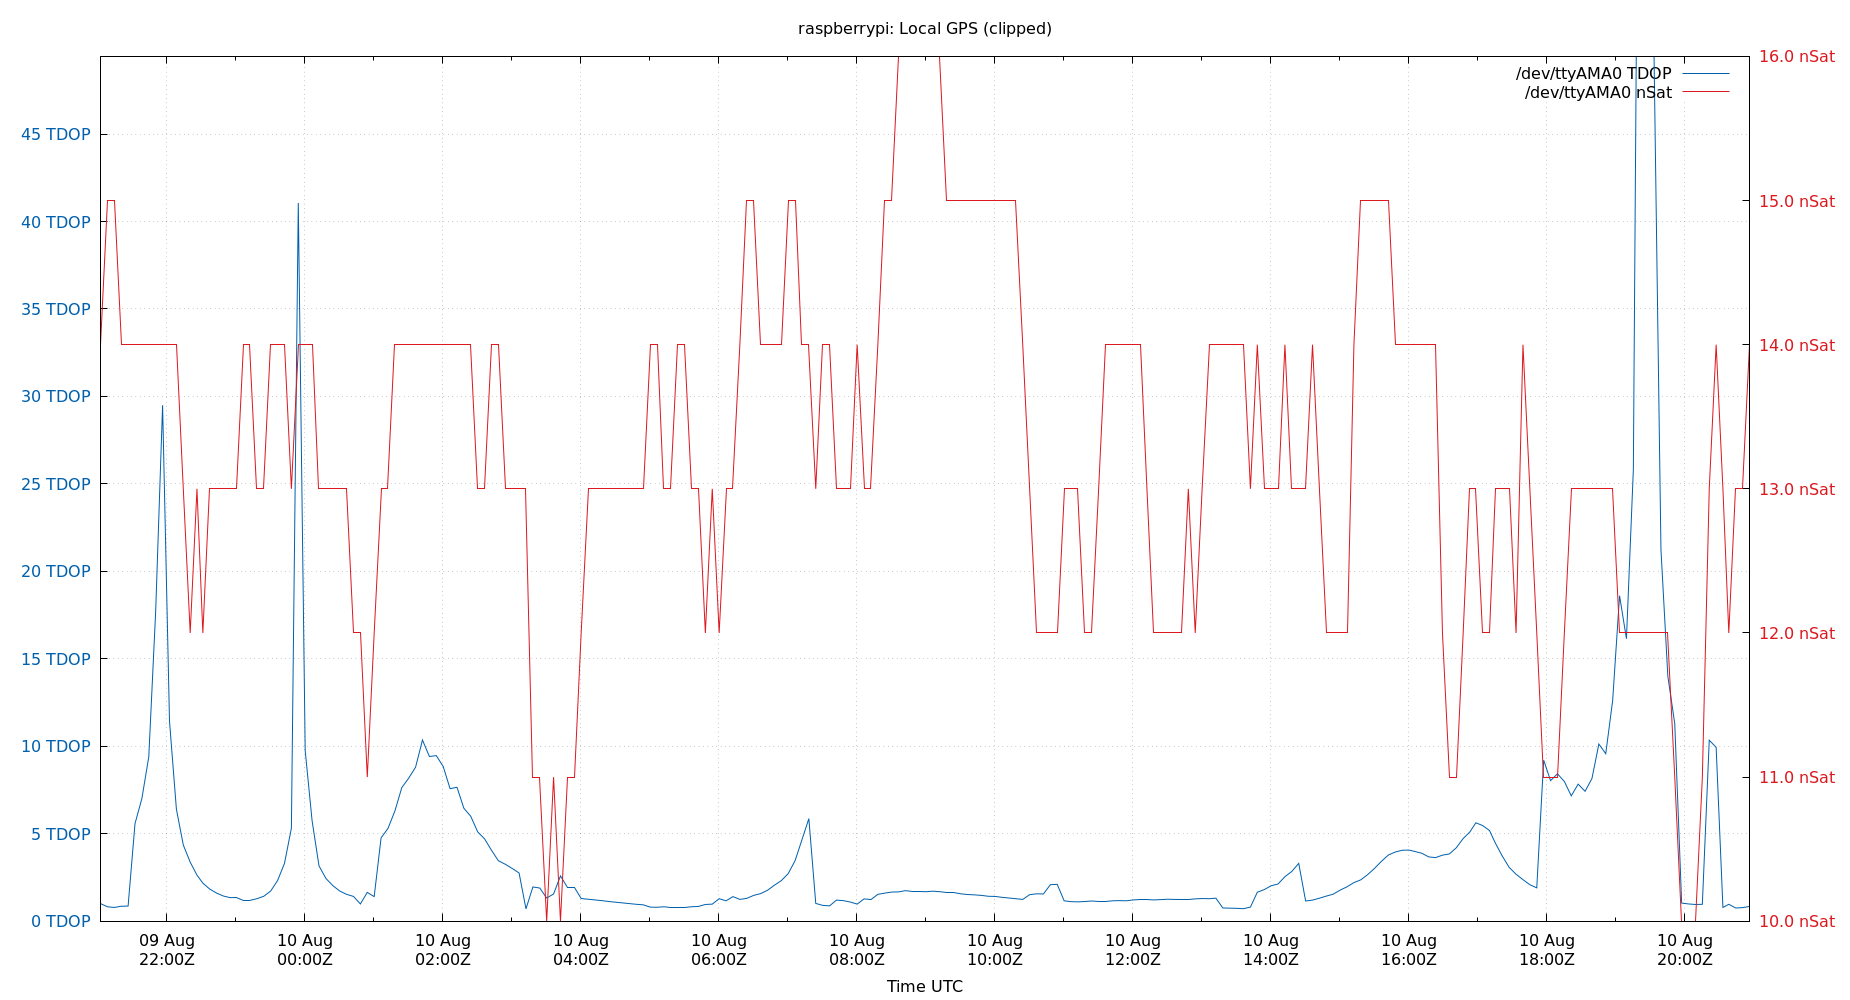 raspberrypi: Local GPS (clipped)
16.0 nSat
/dev/ttyAMA0 TDOP
/dev/ttyAMA0 nSat
45 TDOP
15.0 nSat
40 TDOP
35 TDOP
14.0 nSat
30 TDOP
25 TDOP
13.0 nSat
20 TDOP
12.0 nSat
15 TDOP
10 TDOP
11.0 nSat
5 TDOP
0 TDOP
10.0 nSat
09 Aug 10 Aug 10 Aug 10 Aug 10 Aug 10 Aug 10 Aug 10 Aug 10 Aug 10 Aug 10 Aug 10 Aug
22:00Z 00:00Z 02:00Z 04:00Z 06:00Z 08:00Z 10:00Z 12:00Z 14:00Z 16:00Z 18:00Z 20:00Z
Time UTC